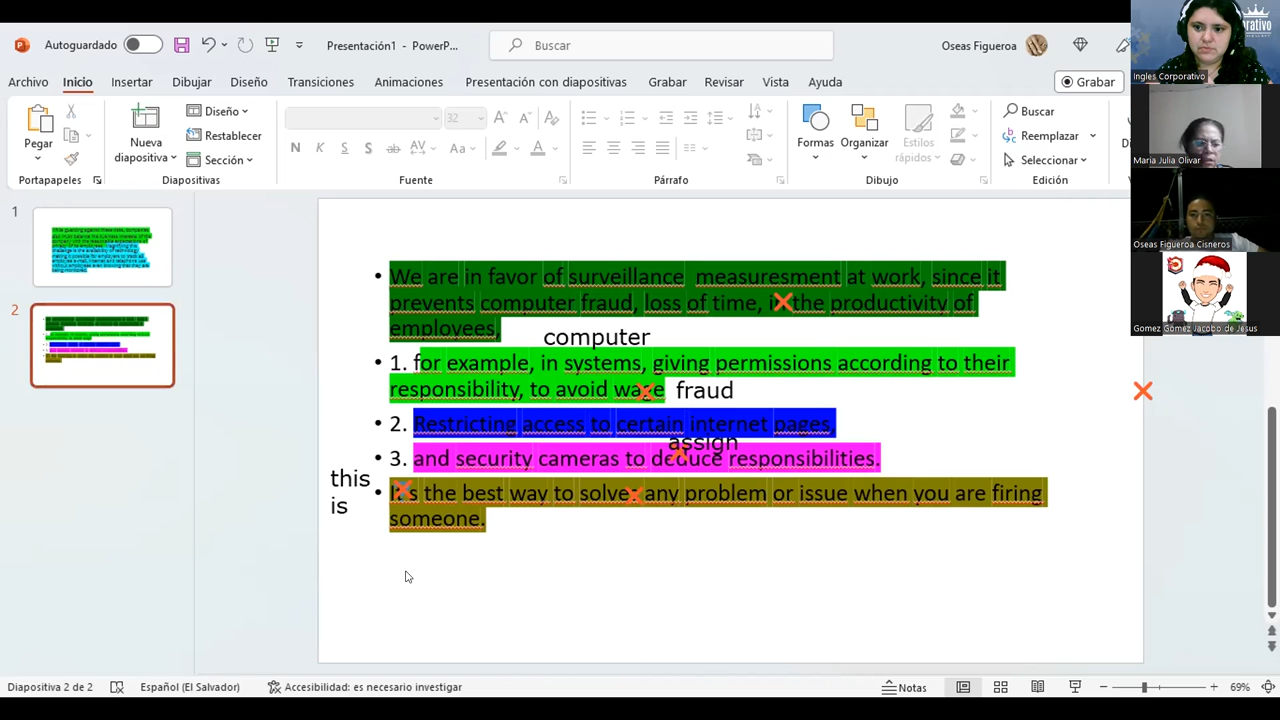 Autoguardado
Presentación1 - PowerP...
Buscar
Oseas Figueroa
Archivo Inicio Insertar Dibujar Diseño Transiciones Animaciones Presentación con diapositivas Grabar Revisar Vista Ayuda
Grabar
Pegar
Nueva
diapositiva
Diseño
Restablecer
Sección
32
Formas
Organizar
Estilos
rápidos
Buscar
Reemplazar
Seleccionar
Portapapeles
Diapositivas
Fuente
Párrafo
Dibujo
Edición
1
2
We are in favor of surveillance measuresment at work, since it
prevents computer fraud, loss of time, the productivity of
employees,
computer
1. for example, in systems, giving permissions according to their
responsibility, to avoid wage fraud
2. Restricting access to certain internet pages,
assign
3. and security cameras to deduce responsibilities.
this
is
the best way to solve any problem or issue when you are firing
someone.
Ingles Corporativo
Maria Julia Olivar
Oseas Figueroa Cisneros
Gomez Gomez Jacobo de Jesus
Diapositiva 2 de 2
Español (El Salvador)
Accesibilidad: es necesario investigar
Notas
69%